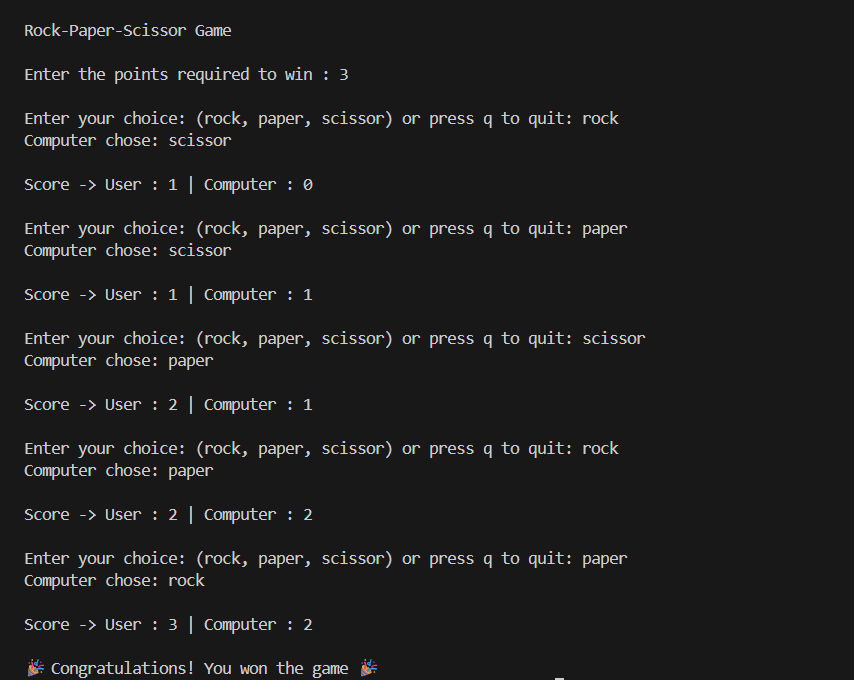 Rock-Paper-Scissor Game
Enter the points required to win : 3
Enter your choice: (rock, paper, scissor) or press q to quit: rock
Computer chose: scissor
Score -> User : 1 | Computer : 0
Enter your choice: (rock, paper, scissor) or press q to quit: paper
Computer chose: scissor
Score -> User : 1 | Computer : 1
Enter your choice: (rock, paper, scissor) or press q to quit: scissor
Computer chose: paper
Score -> User : 2 | Computer : 1
Enter your choice: (rock, paper, scissor) or press q to quit: rock
Computer chose: paper
Score -> User : 2 | Computer : 2
Enter your choice: (rock, paper, scissor) or press q to quit: paper
Computer chose: rock
Score -> User : 3 | Computer : 2
🎉 Congratulations! You won the game 🎉